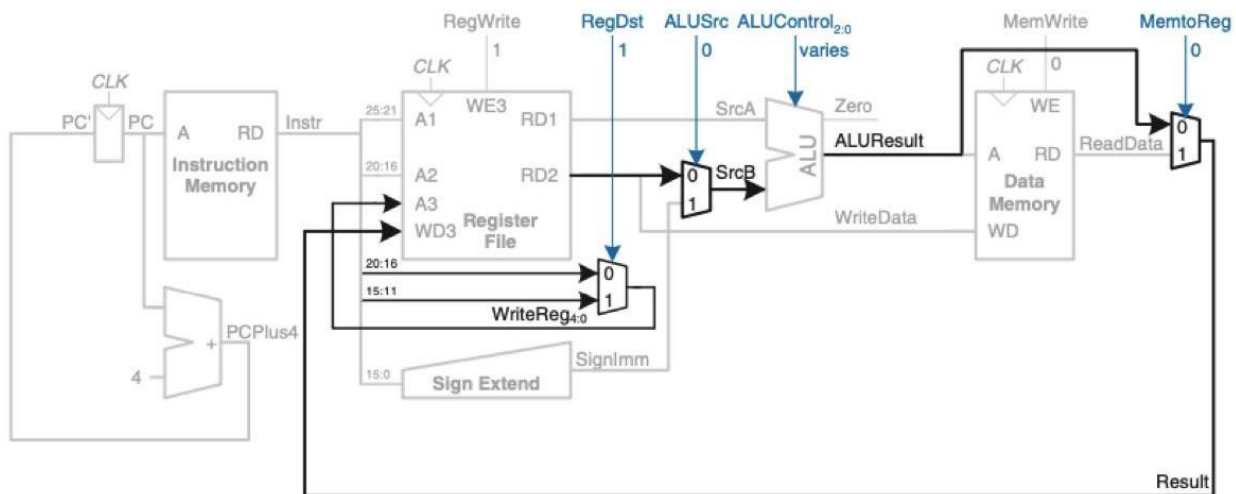 RegWrite RegDst ALUSrc ALUControl2:0 MemWrite MemtoReg
1 1 0 varies 0 0
CLK CLK CLK
PC' PC A RD Instr 25:21 A1 WE3 RD1 SrcA Zero WE 0
Instruction Memory 20:16 A2 RD2 0 SrcB ALU ALUResult A RD ReadData 1
A3 1 Data Memory
WD3 Register File WriteData WD
20:16 0
15:11 1
WriteReg4:0
PCPlus4
+
SignImm
4 15:0 Sign Extend
Result